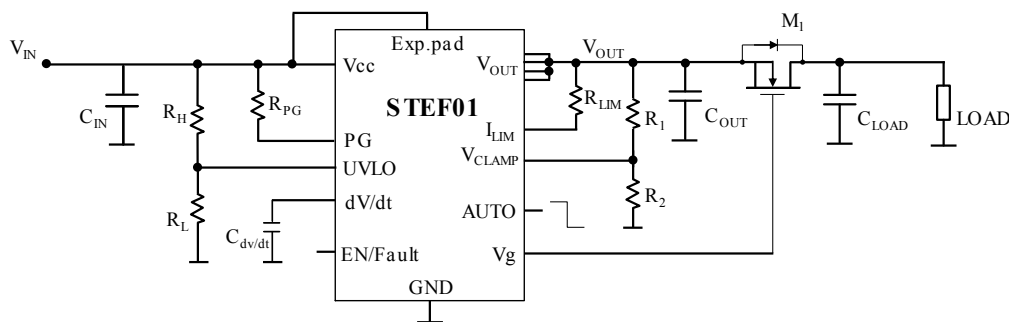 M1
VIN
Exp.pad
Vcc
VOUT
VOUT
STEF01
CIN
RH
RPG
RLIM
R1
COUT
CLOAD
LOAD
PG
ILIM
UVLO
VCLAMP
RL
dV/dt
AUTO
R2
Cdv/dt
EN/Fault
Vg
GND